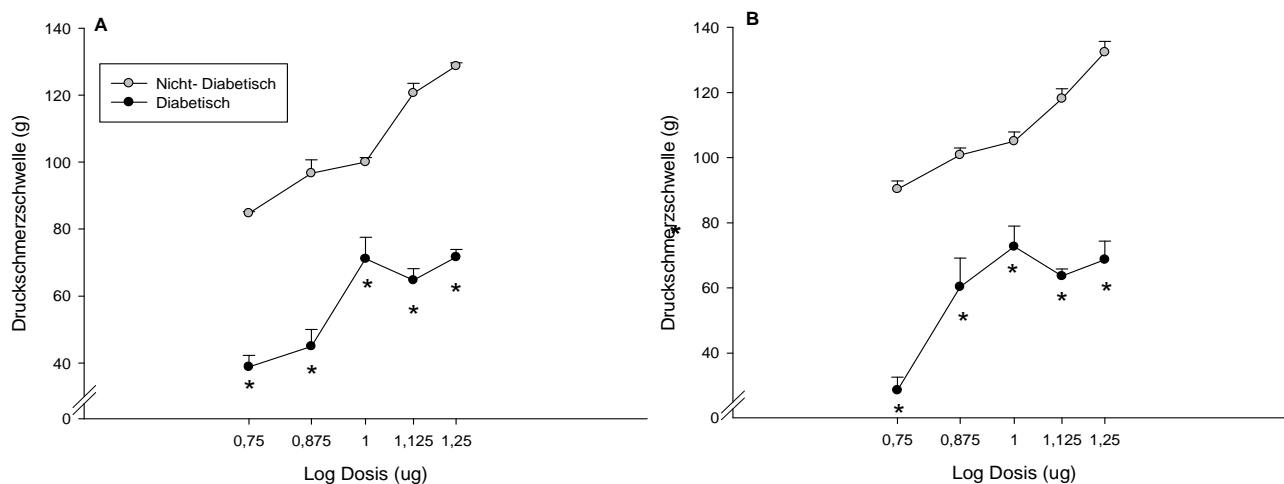 A
140
120
100
80
60
40
0
Druckschmerzschwelle (g)
Nicht- Diabetisch
Diabetisch
* * * * *
0,75 0,875 1 1,125 1,25
Log Dosis (ug)
B
140
120
100
80
60
40
0
Druckschmerzschwelle (g)
*
* * * * *
0,75 0,875 1 1,125 1,25
Log Dosis (ug)